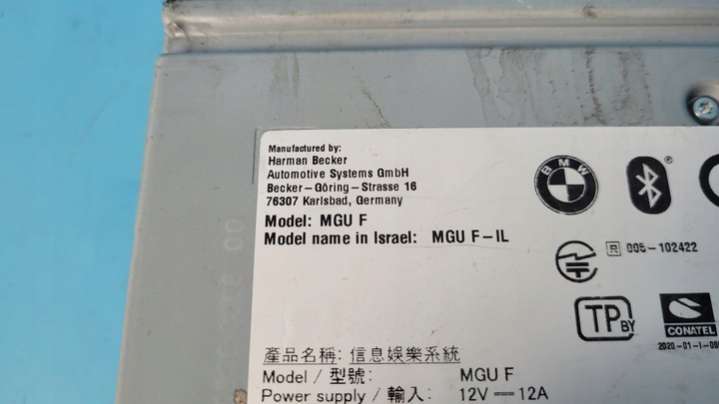 Manufactured by:
Harman Becker
Automotive Systems GmbH
Becker-Göring-Strasse 16
76307 Karlsbad, Germany
Model: MGU F
Model name in Israel: MGU F-IL
BMW
®
R 005-102422
TP BY
CONATEL
產品名稱: 信息娛樂系統
Model / 型號: MGU F
Power supply / 輸入: 12V ⎓ 12A